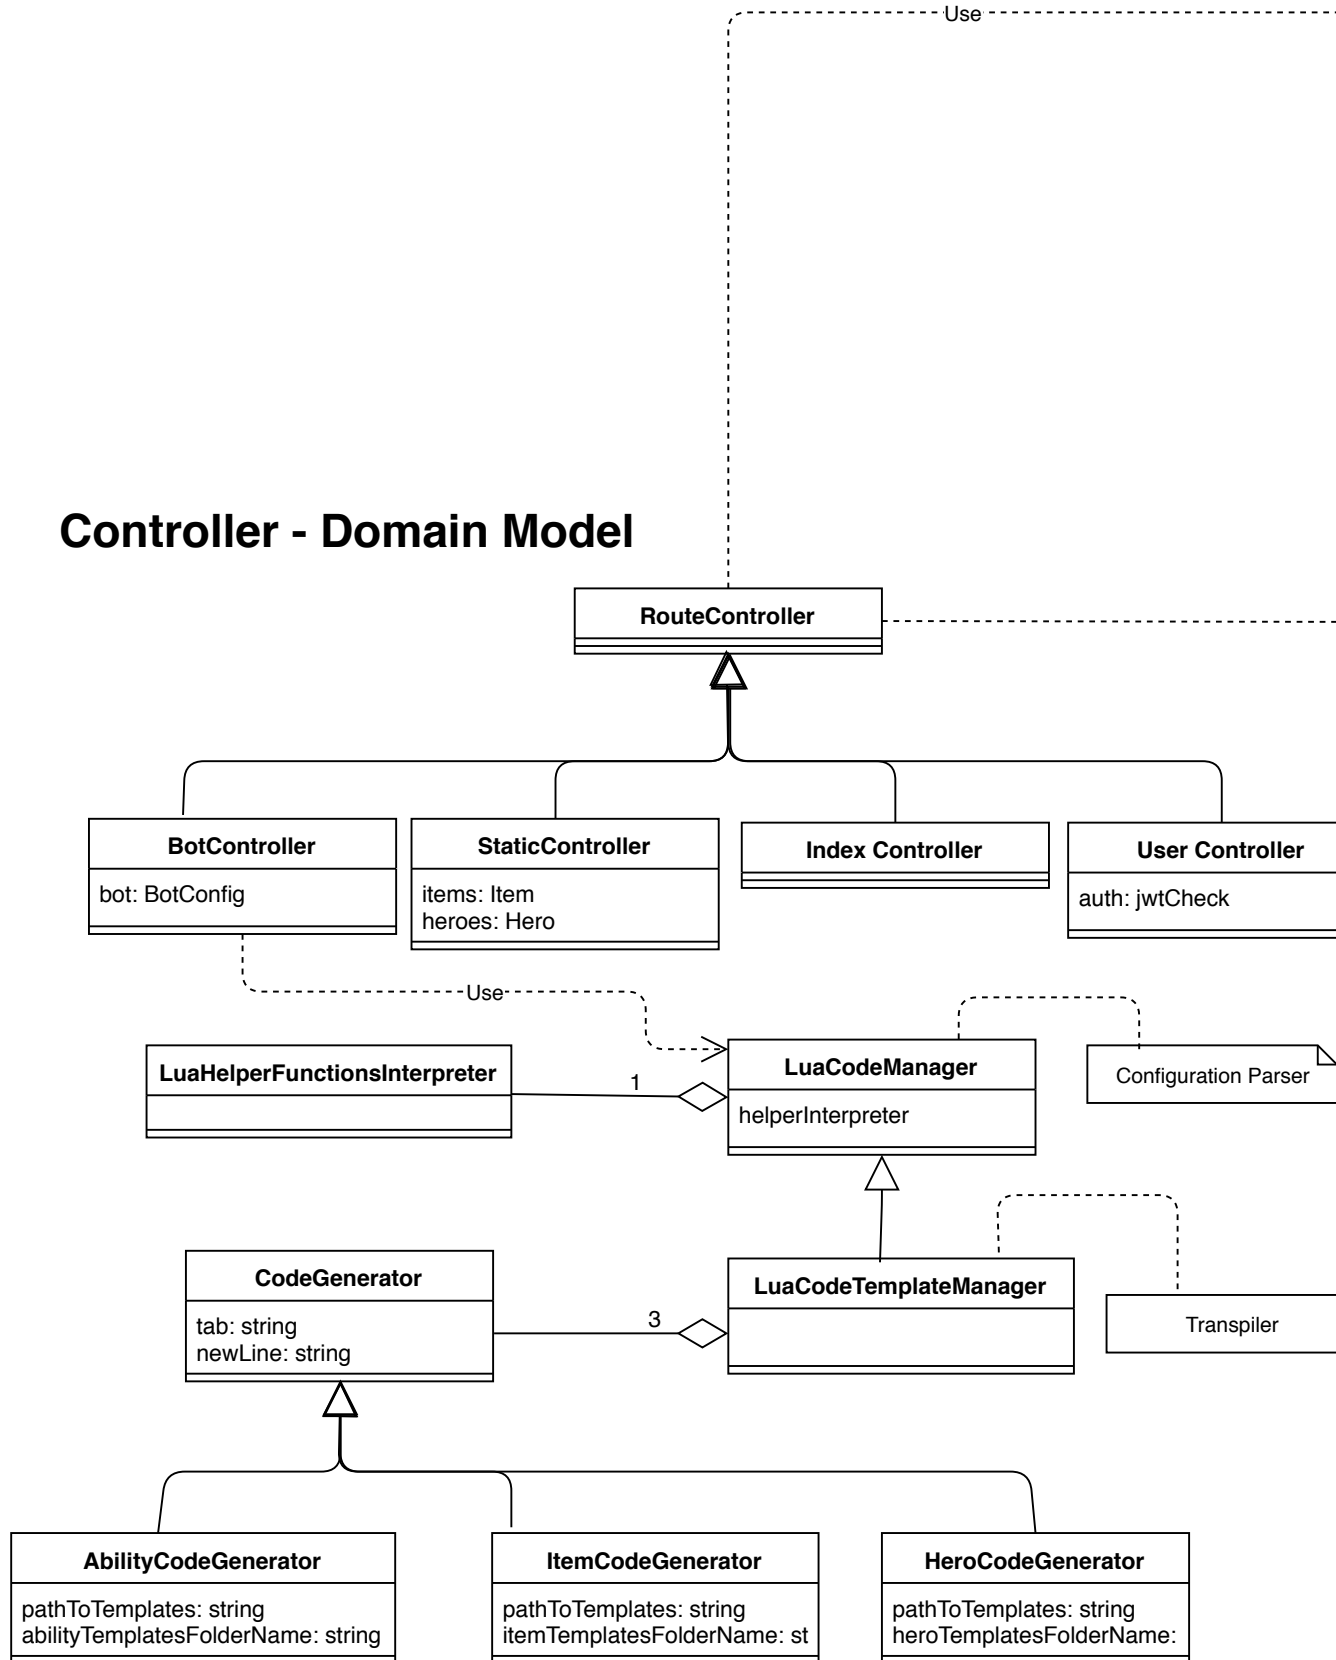 Use
Controller - Domain Model
RouteController
BotController
bot: BotConfig
StaticController
items: Item
heroes: Hero
Index Controller
User Controller
auth: jwtCheck
Use
LuaHelperFunctionsInterpreter
1
LuaCodeManager
helperInterpreter
Configuration Parser
CodeGenerator
tab: string
newLine: string
3
LuaCodeTemplateManager
Transpiler
AbilityCodeGenerator
pathToTemplates: string
abilityTemplatesFolderName: string
ItemCodeGenerator
pathToTemplates: string
itemTemplatesFolderName: st
HeroCodeGenerator
pathToTemplates: string
heroTemplatesFolderName: